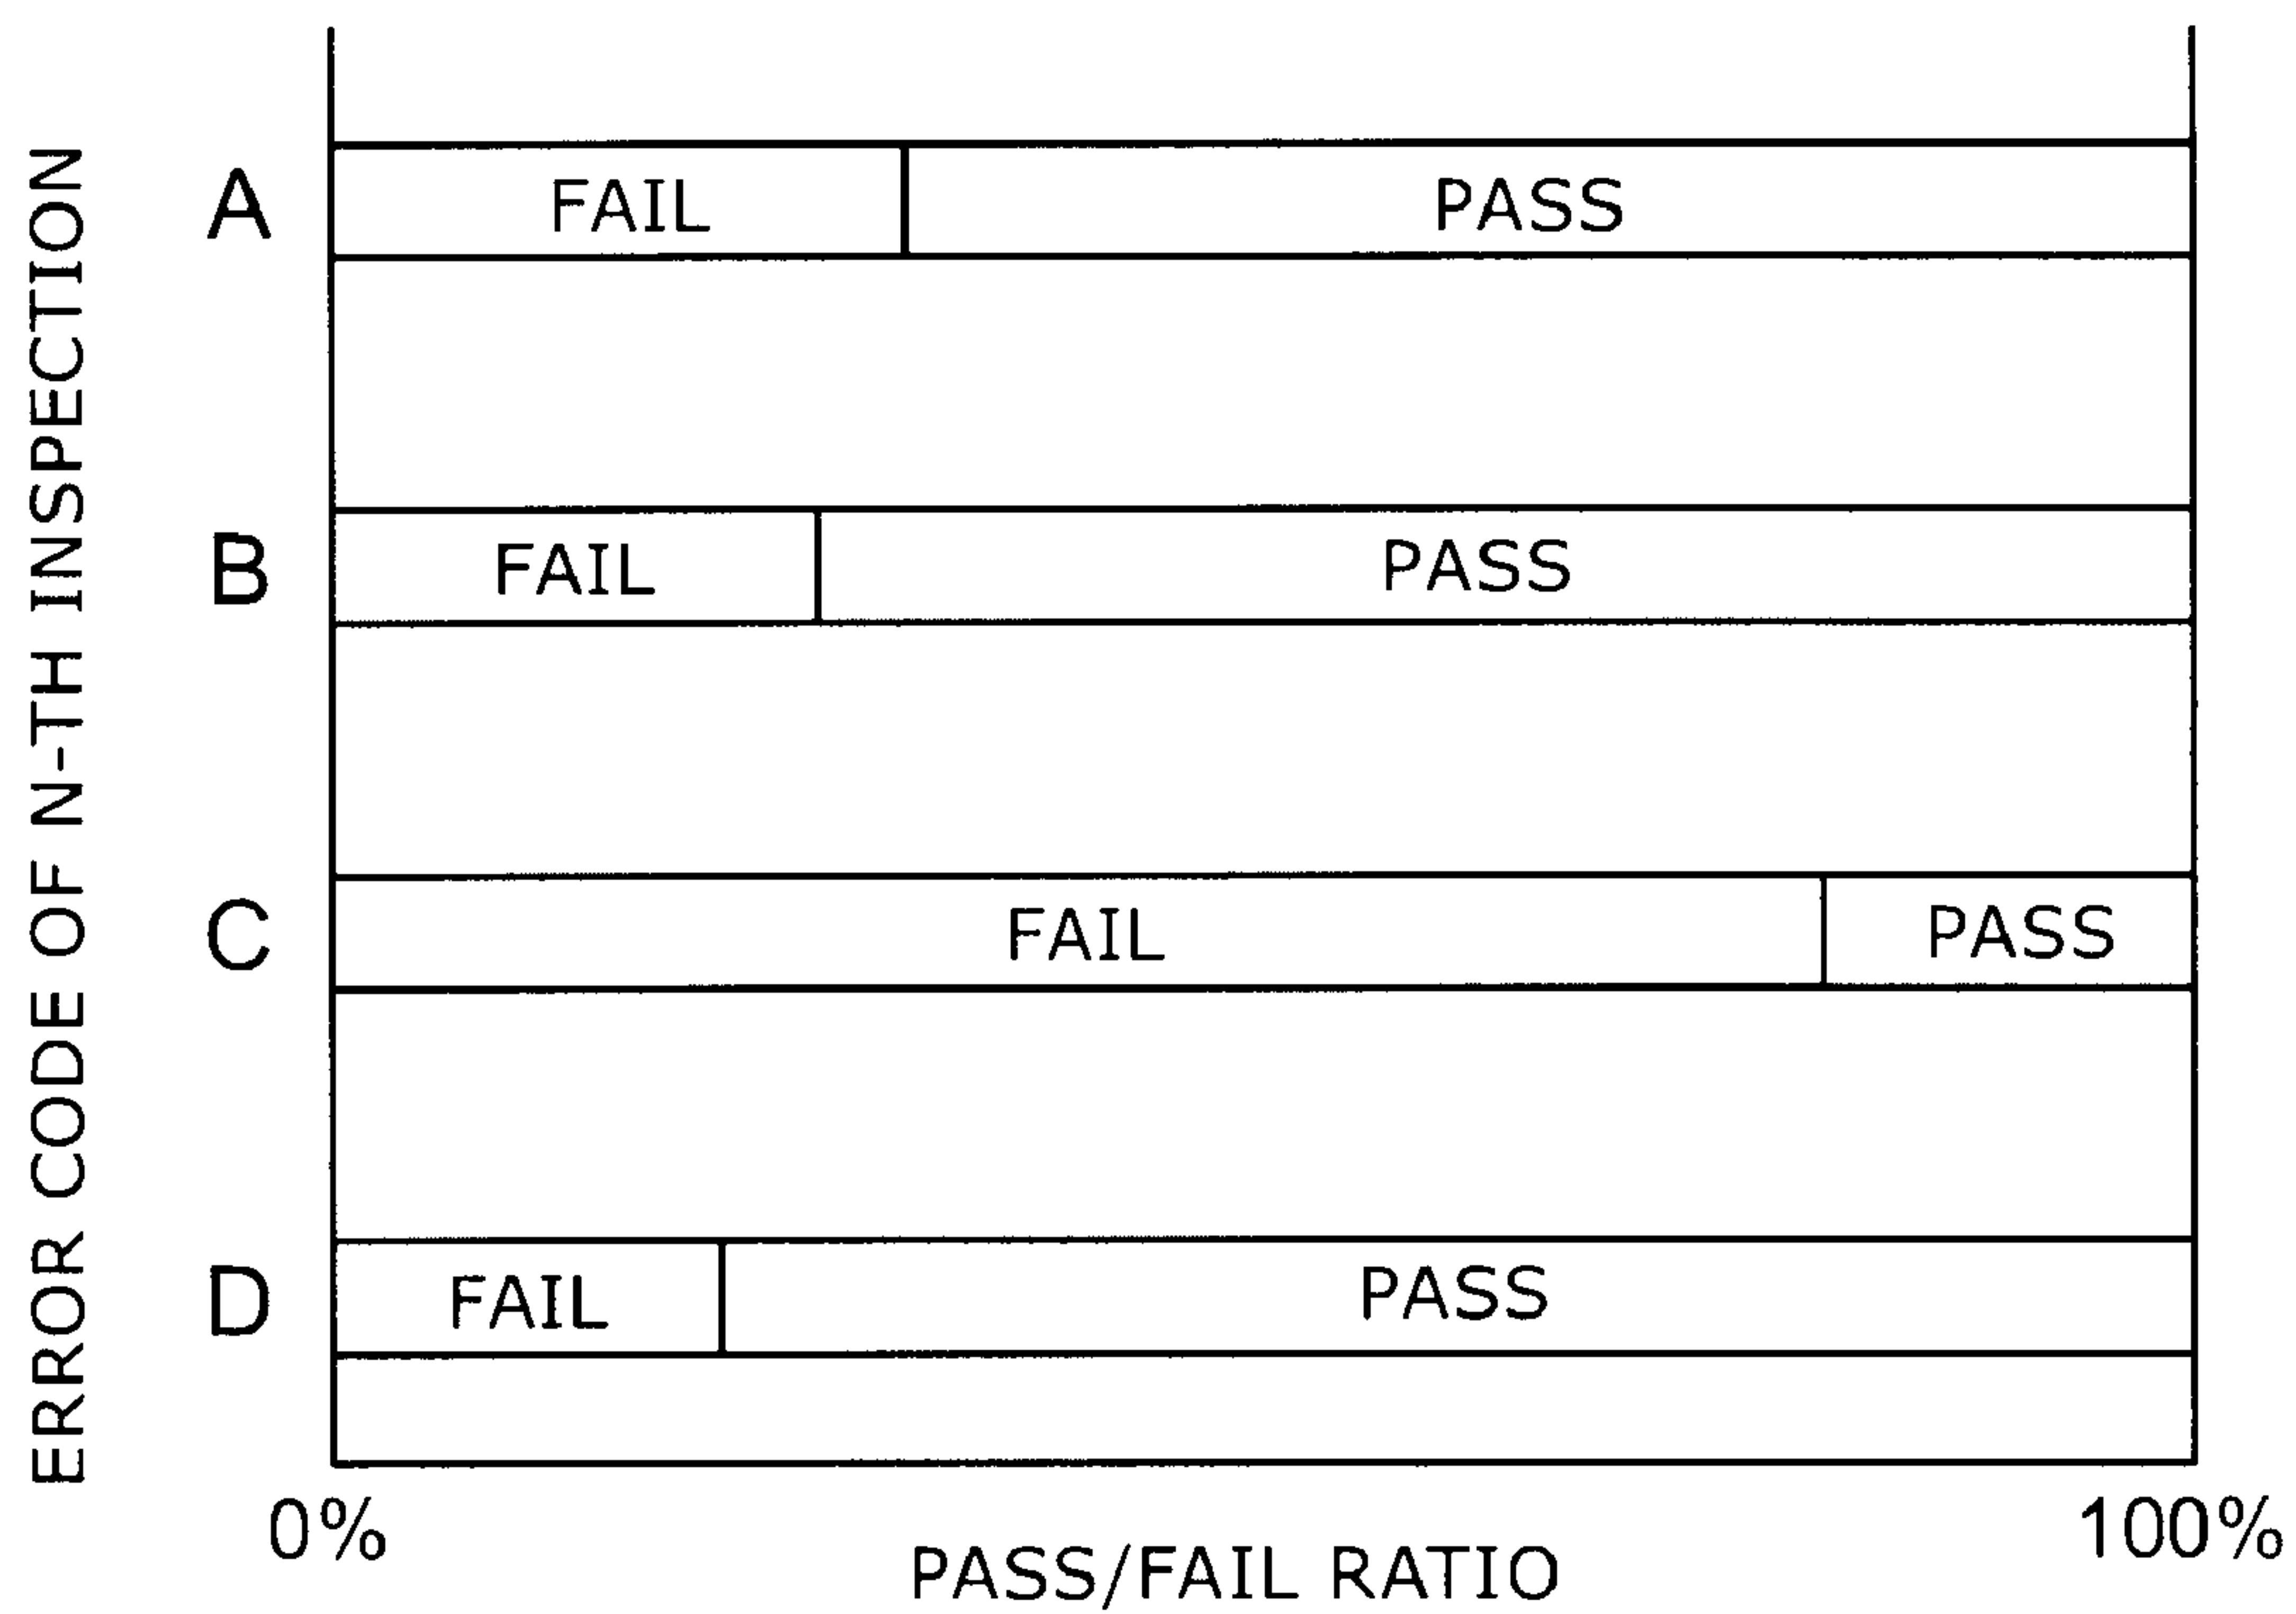 ERROR CODE OF N-TH INSPECTION
A
FAIL PASS
B
FAIL PASS
C
FAIL PASS
D
FAIL PASS
0% 100%
PASS/FAIL RATIO